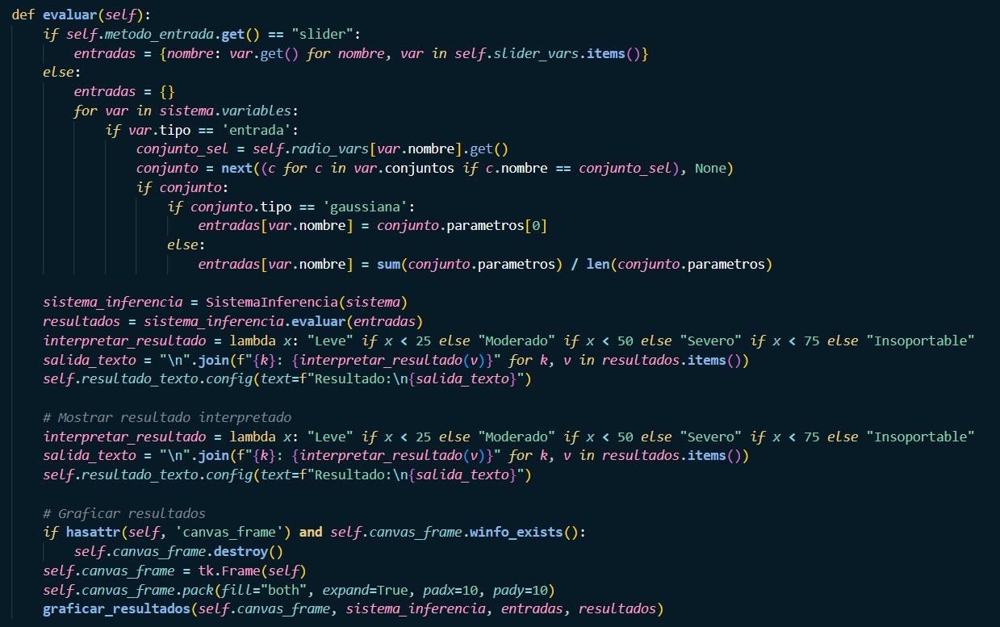 def evaluar(self):
    if self.metodo_entrada.get() == "slider":
        entradas = {nombre: var.get() for nombre, var in self.slider_vars.items()}
    else:
        entradas = {}
        for var in sistema.variables:
            if var.tipo == 'entrada':
                conjunto_sel = self.radio_vars[var.nombre].get()
                conjunto = next((c for c in var.conjuntos if c.nombre == conjunto_sel), None)
                if conjunto:
                    if conjunto.tipo == 'gaussiana':
                        entradas[var.nombre] = conjunto.parametros[0]
                    else:
                        entradas[var.nombre] = sum(conjunto.parametros) / len(conjunto.parametros)

    sistema_inferencia = SistemaInferencia(sistema)
    resultados = sistema_inferencia.evaluar(entradas)
    interpretar_resultado = lambda x: "Leve" if x < 25 else "Moderado" if x < 50 else "Severo" if x < 75 else "Insoportable"
    salida_texto = "\n".join(f"{k}: {interpretar_resultado(v)}" for k, v in resultados.items())
    self.resultado_texto.config(text=f"Resultado:\n{salida_texto}")

    # Mostrar resultado interpretado
    interpretar_resultado = lambda x: "Leve" if x < 25 else "Moderado" if x < 50 else "Severo" if x < 75 else "Insoportable"
    salida_texto = "\n".join(f"{k}: {interpretar_resultado(v)}" for k, v in resultados.items())
    self.resultado_texto.config(text=f"Resultado:\n{salida_texto}")

    # Graficar resultados
    if hasattr(self, 'canvas_frame') and self.canvas_frame.winfo_exists():
        self.canvas_frame.destroy()
    self.canvas_frame = tk.Frame(self)
    self.canvas_frame.pack(fill="both", expand=True, padx=10, pady=10)
    graficar_resultados(self.canvas_frame, sistema_inferencia, entradas, resultados)